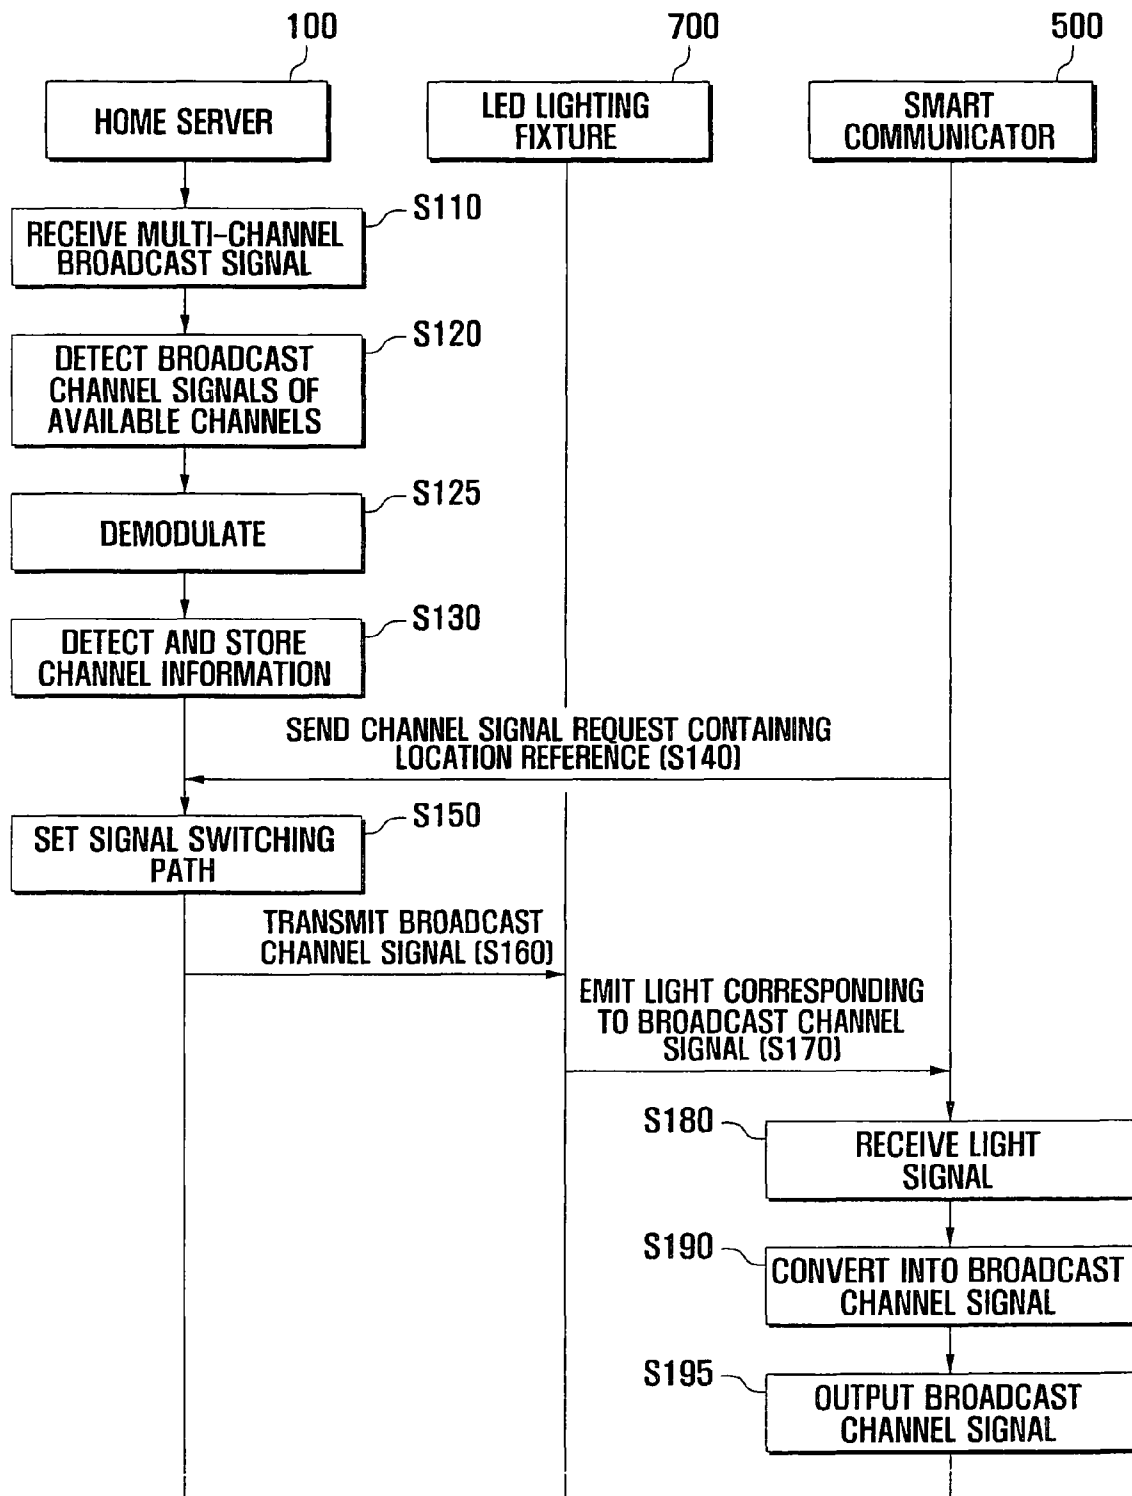 100
700
500
HOME SERVER
LED LIGHTING
FIXTURE
SMART
COMMUNICATOR
S110
RECEIVE MULTI-CHANNEL
BROADCAST SIGNAL
S120
DETECT BROADCAST
CHANNEL SIGNALS OF
AVAILABLE CHANNELS
S125
DEMODULATE
S130
DETECT AND STORE
CHANNEL INFORMATION
SEND CHANNEL SIGNAL REQUEST CONTAINING
LOCATION REFERENCE (S140)
S150
SET SIGNAL SWITCHING
PATH
TRANSMIT BROADCAST
CHANNEL SIGNAL (S160)
EMIT LIGHT CORRESPONDING
TO BROADCAST CHANNEL
SIGNAL (S170)
S180
RECEIVE LIGHT
SIGNAL
S190
CONVERT INTO BROADCAST
CHANNEL SIGNAL
S195
OUTPUT BROADCAST
CHANNEL SIGNAL